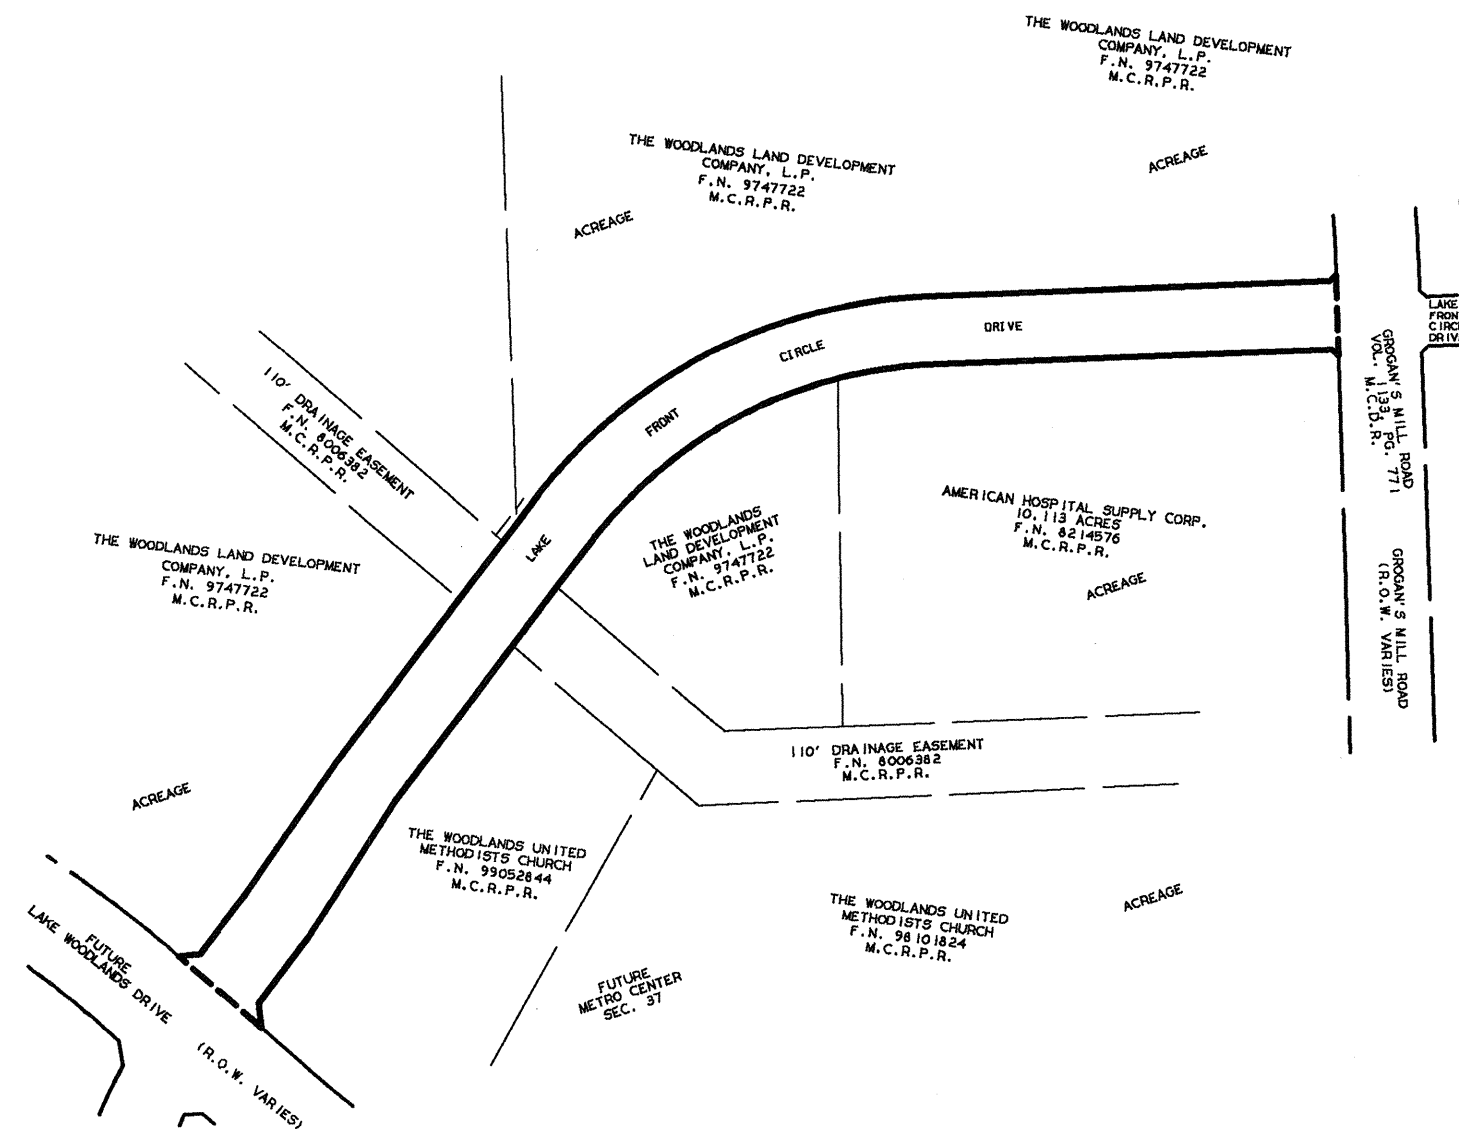 THE WOODLANDS LAND DEVELOPMENT
COMPANY, L.P.
F.N. 9747722
M.C.R.P.R.
ACREAGE
THE WOODLANDS LAND DEVELOPMENT
COMPANY, L.P.
F.N. 9747722
M.C.R.P.R.
ACREAGE
LAKE
FRONT
CIRCLE
DRIVE
LAKE
FRON
CIRC
DRIV
GROGAN'S MILL ROAD
VOL. 1133, PG. 771
M.C.D.R.
110' DRAINAGE EASEMENT
F.N. 8006382
M.C.R.P.R.
THE WOODLANDS
LAND DEVELOPMENT
COMPANY, L.P.
F.N. 9747722
M.C.R.P.R.
AMERICAN HOSPITAL SUPPLY CORP.
10.113 ACRES
F.N. 8214576
M.C.R.P.R.
ACREAGE
GROGAN'S MILL ROAD
(R.O.W. VARIES)
THE WOODLANDS LAND DEVELOPMENT
COMPANY, L.P.
F.N. 9747722
M.C.R.P.R.
ACREAGE
110' DRAINAGE EASEMENT
F.N. 8006382
M.C.R.P.R.
THE WOODLANDS UNITED
METHODISTS CHURCH
F.N. 99052844
M.C.R.P.R.
THE WOODLANDS UNITED
METHODISTS CHURCH
F.N. 98101824
M.C.R.P.R.
ACREAGE
FUTURE
METRO CENTER
SEC. 37
FUTURE
LAKE WOODLANDS DRIVE
(R.O.W. VARIES)